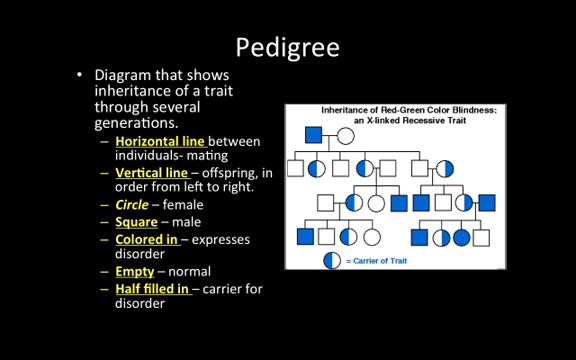 Pedigree
• Diagram that shows
inheritance of a trait
through several
generations.
– Horizontal line between
individuals- mating
– Vertical line – offspring, in
order from left to right.
– Circle – female
– Square – male
– Colored in – expresses
disorder
– Empty – normal
– Half filled in – carrier for
disorder
Inheritance of Red-Green Color Blindness:
an X-linked Recessive Trait
= Carrier of Trait